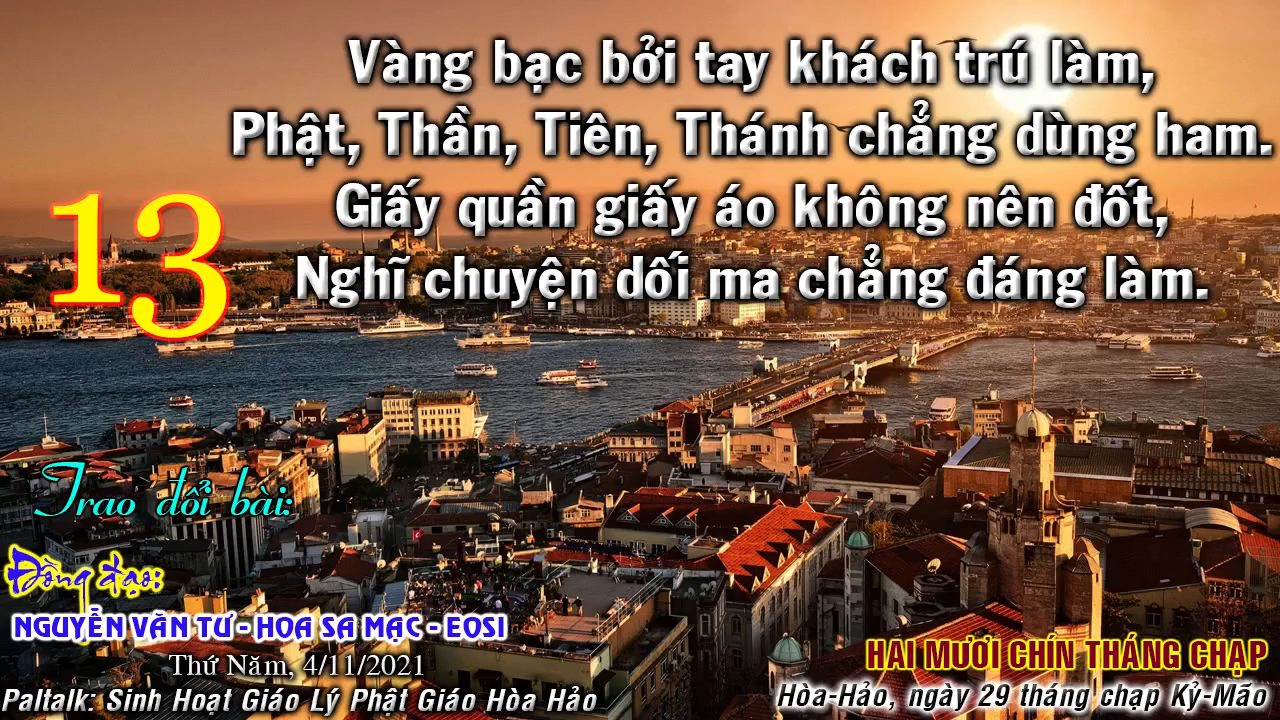 Vàng bạc bởi tay khách trú làm,
Phật, Thần, Tiên, Thánh chẳng dùng ham.
Giấy quần giấy áo không nên đốt,
Nghĩ chuyện dối ma chẳng đáng làm.
13
Trao đổi bài:
Đồng đạo:
NGUYỄN VĂN TƯ - HOA SA MẠC - EOSI
Thứ Năm, 4/11/2021
Paltalk: Sinh Hoạt Giáo Lý Phật Giáo Hòa Hảo
HAI MƯƠI CHÍN THÁNG CHẠP
Hòa-Hảo, ngày 29 tháng chạp Kỷ-Mão